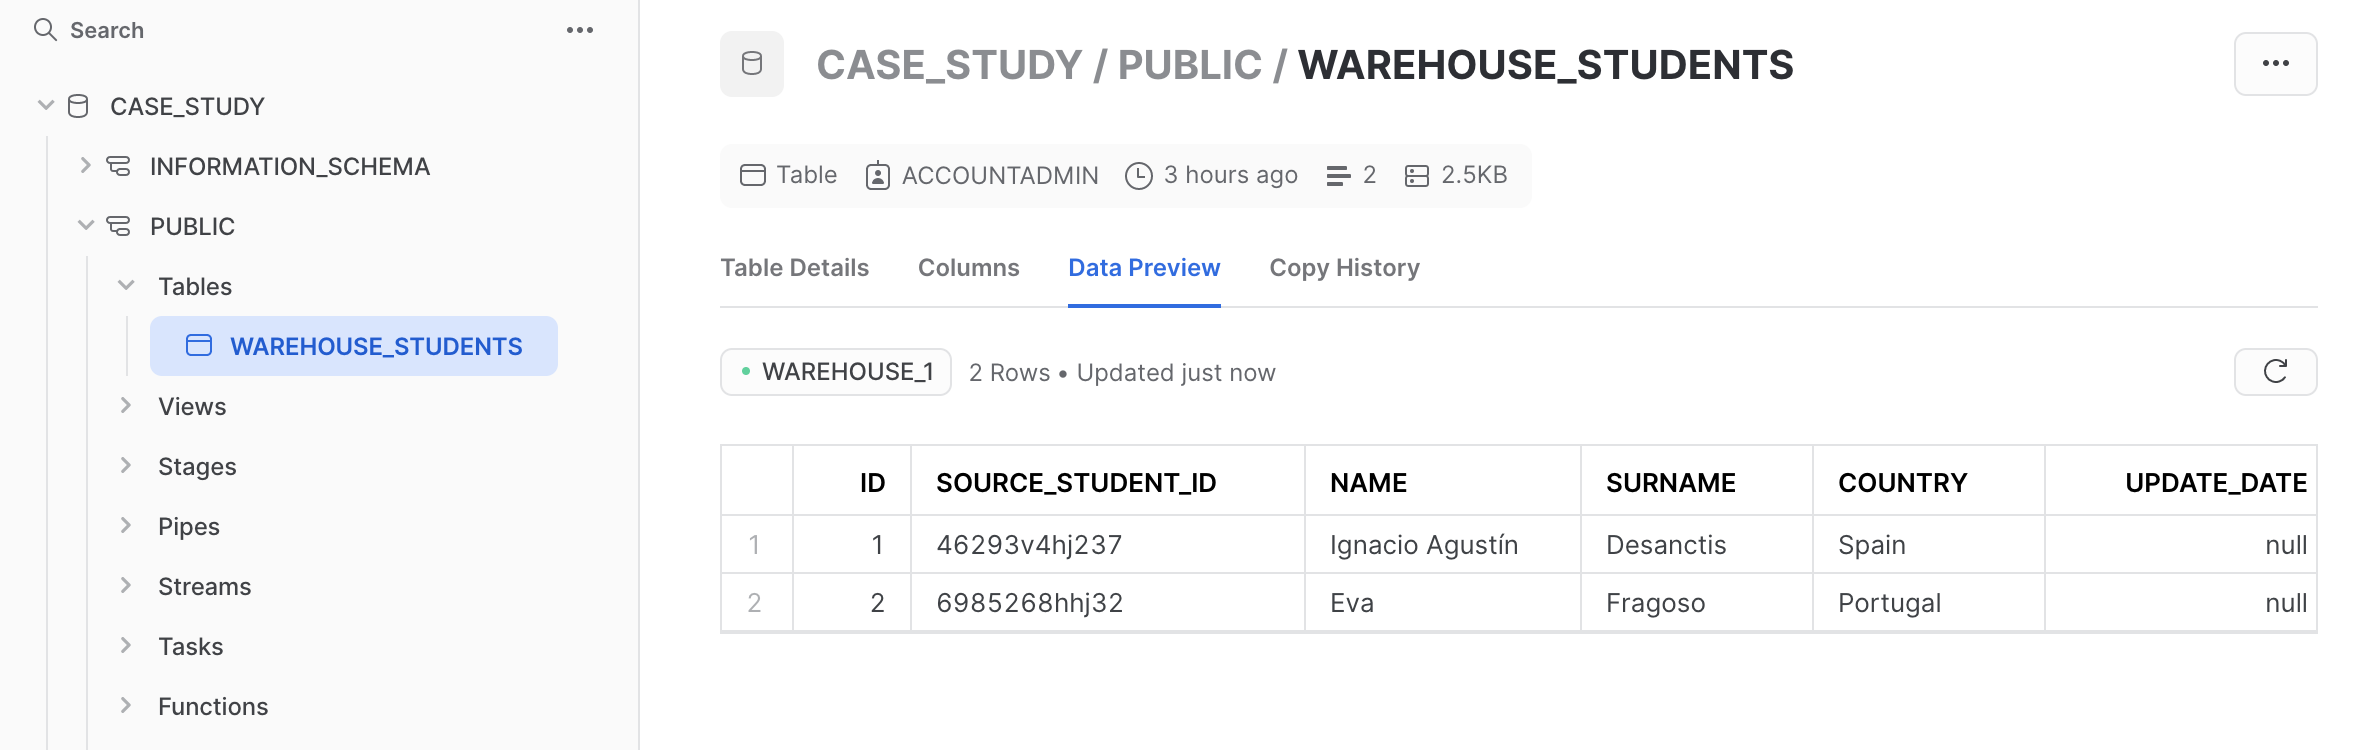 Search
CASE_STUDY
INFORMATION_SCHEMA
PUBLIC
Tables
WAREHOUSE_STUDENTS
Views
Stages
Pipes
Streams
Tasks
Functions
CASE_STUDY / PUBLIC / WAREHOUSE_STUDENTS
Table ACCOUNTADMIN 3 hours ago 2 2.5KB
Table Details Columns Data Preview Copy History
WAREHOUSE_1 2 Rows • Updated just now
ID SOURCE_STUDENT_ID NAME SURNAME COUNTRY UPDATE_DATE
1 1 46293v4hj237 Ignacio Agustín Desanctis Spain null
2 2 6985268hhj32 Eva Fragoso Portugal null